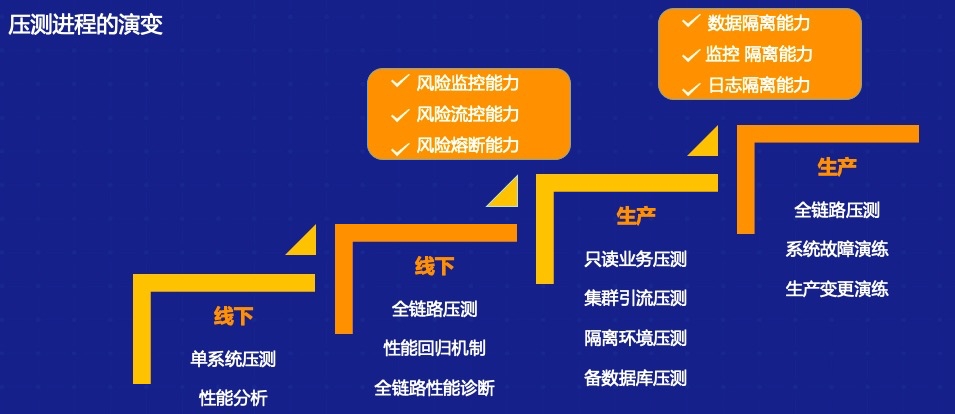 压测进程的演变
数据隔离能力
监控 隔离能力
日志隔离能力
风险监控能力
风险流控能力
风险熔断能力
线下
单系统压测
性能分析
线下
全链路压测
性能回归机制
全链路性能诊断
生产
只读业务压测
集群引流压测
隔离环境压测
备数据库压测
生产
全链路压测
系统故障演练
生产变更演练